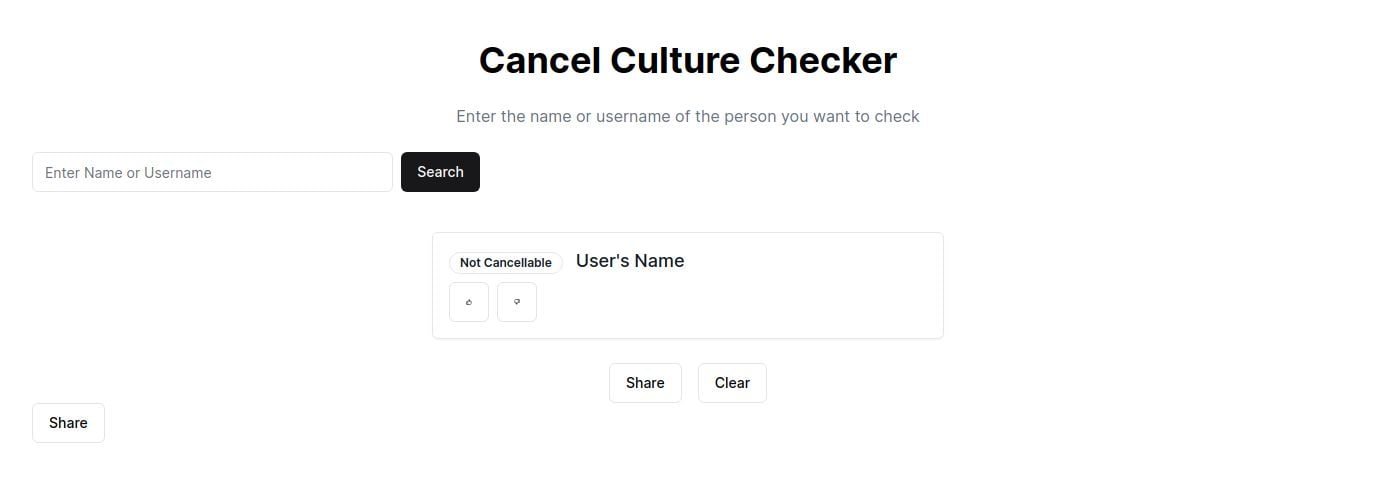 Cancel Culture Checker
Enter the name or username of the person you want to check
Enter Name or Username
Search
Not Cancellable
User's Name
Share
Clear
Share